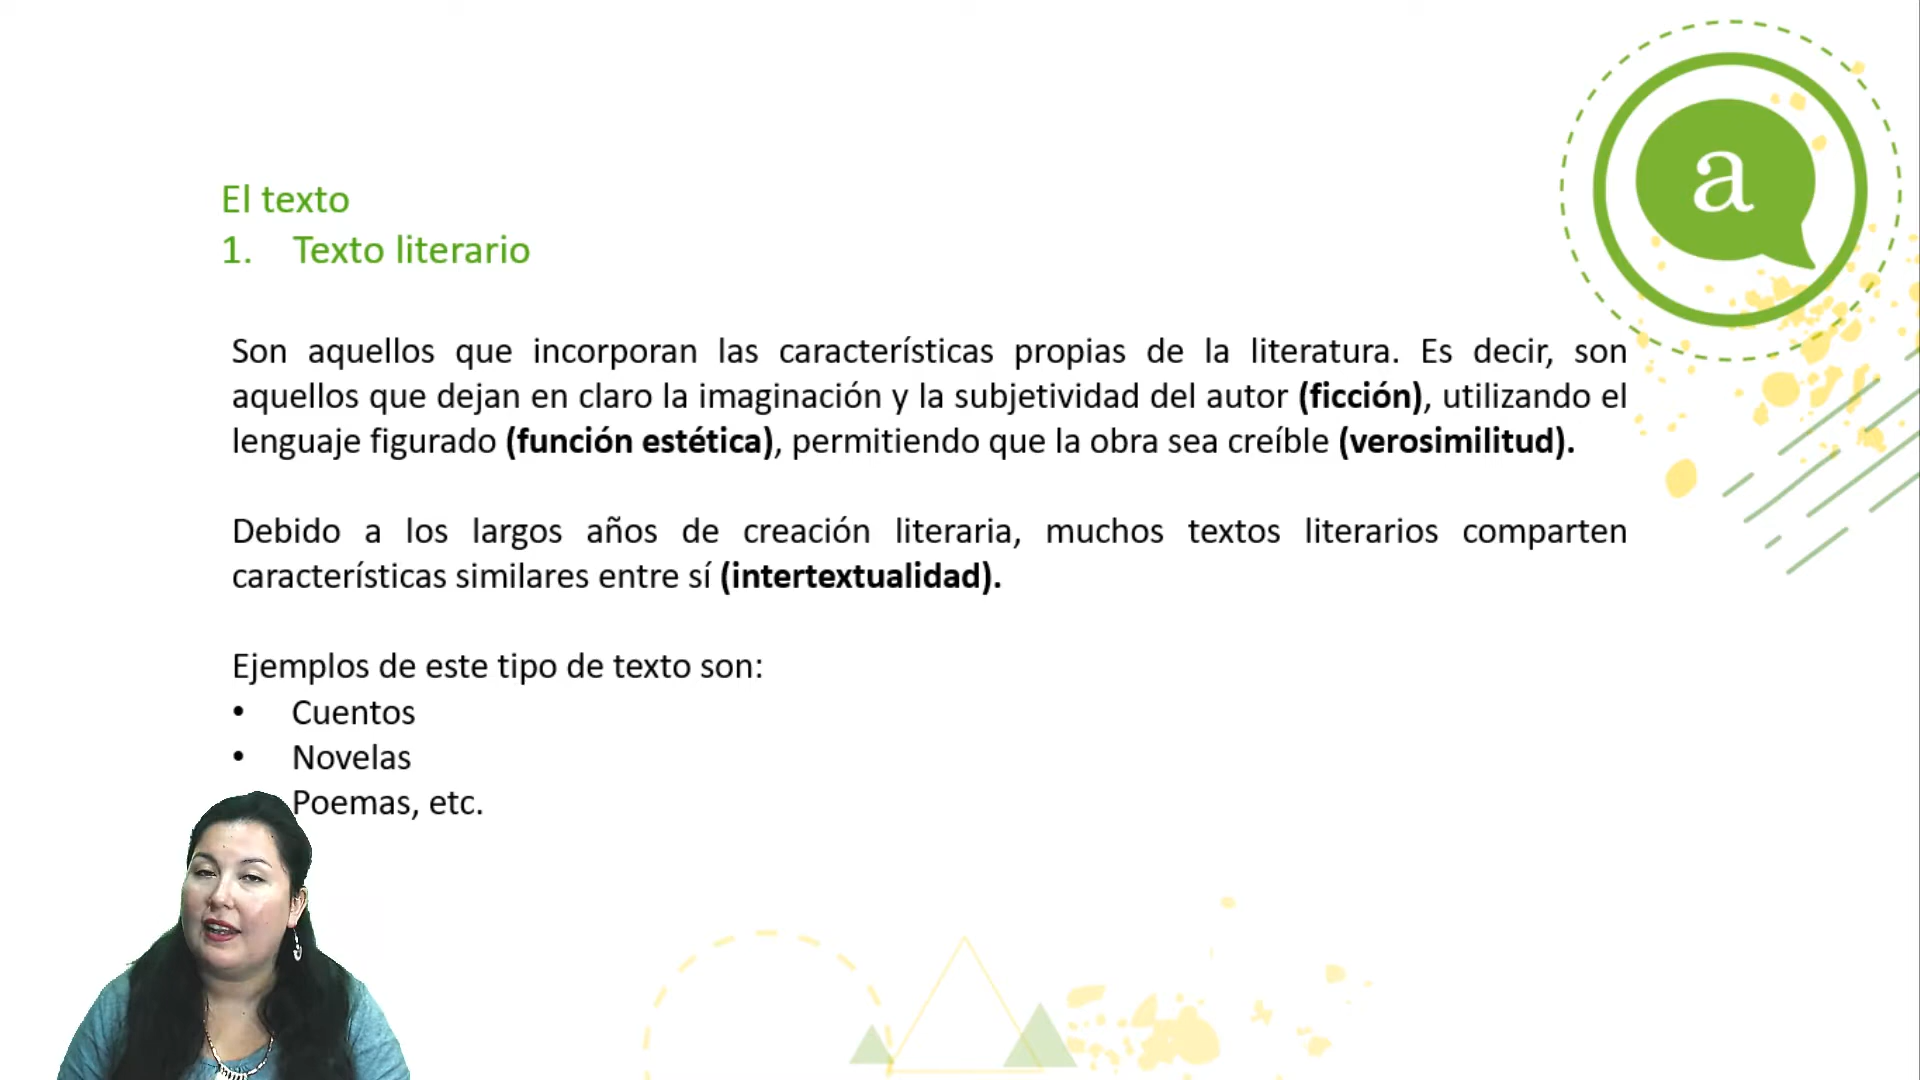 a
El texto
1. Texto literario
Son aquellos que incorporan las características propias de la literatura. Es decir, son
aquellos que dejan en claro la imaginación y la subjetividad del autor (ficción), utilizando el
lenguaje figurado (función estética), permitiendo que la obra sea creíble (verosimilitud).
Debido a los largos años de creación literaria, muchos textos literarios comparten
características similares entre sí (intertextualidad).
Ejemplos de este tipo de texto son:
• Cuentos
• Novelas
Poemas, etc.